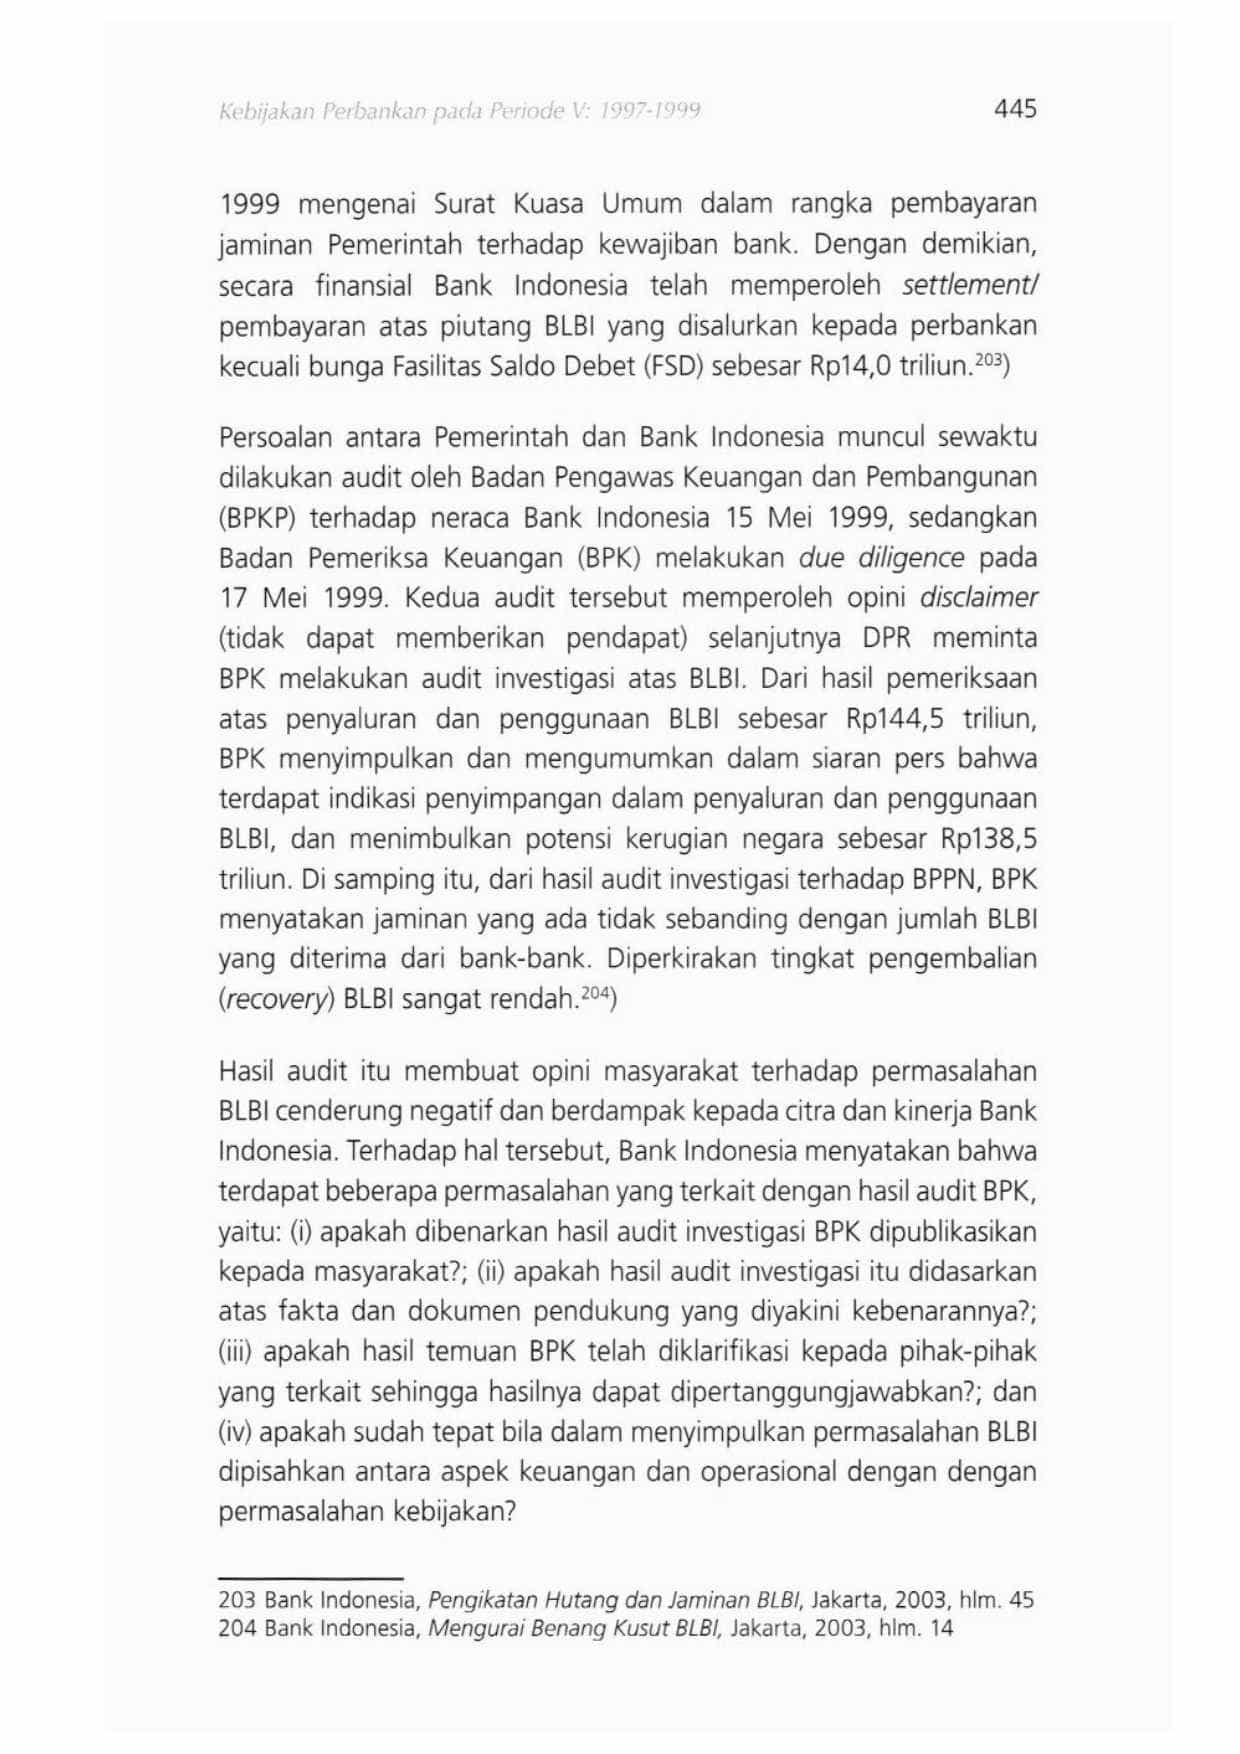 Kebijakan Perbankan pada Periode V: 1997-1999 445
1999 mengenai Surat Kuasa Umum dalam rangka pembayaran
jaminan Pemerintah terhadap kewajiban bank. Dengan demikian,
secara finansial Bank Indonesia telah memperoleh settlement/
pembayaran atas piutang BLBI yang disalurkan kepada perbankan
kecuali bunga Fasilitas Saldo Debet (FSD) sebesar Rp14,0 triliun.203)
Persoalan antara Pemerintah dan Bank Indonesia muncul sewaktu
dilakukan audit oleh Badan Pengawas Keuangan dan Pembangunan
(BPKP) terhadap neraca Bank Indonesia 15 Mei 1999, sedangkan
Badan Pemeriksa Keuangan (BPK) melakukan due diligence pada
17 Mei 1999. Kedua audit tersebut memperoleh opini disclaimer
(tidak dapat memberikan pendapat) selanjutnya DPR meminta
BPK melakukan audit investigasi atas BLBI. Dari hasil pemeriksaan
atas penyaluran dan penggunaan BLBI sebesar Rp144,5 triliun,
BPK menyimpulkan dan mengumumkan dalam siaran pers bahwa
terdapat indikasi penyimpangan dalam penyaluran dan penggunaan
BLBI, dan menimbulkan potensi kerugian negara sebesar Rp138,5
triliun. Di samping itu, dari hasil audit investigasi terhadap BPPN, BPK
menyatakan jaminan yang ada tidak sebanding dengan jumlah BLBI
yang diterima dari bank-bank. Diperkirakan tingkat pengembalian
(recovery) BLBI sangat rendah.204)
Hasil audit itu membuat opini masyarakat terhadap permasalahan
BLBI cenderung negatif dan berdampak kepada citra dan kinerja Bank
Indonesia. Terhadap hal tersebut, Bank Indonesia menyatakan bahwa
terdapat beberapa permasalahan yang terkait dengan hasil audit BPK,
yaitu: (i) apakah dibenarkan hasil audit investigasi BPK dipublikasikan
kepada masyarakat?; (ii) apakah hasil audit investigasi itu didasarkan
atas fakta dan dokumen pendukung yang diyakini kebenarannya?;
(iii) apakah hasil temuan BPK telah diklarifikasi kepada pihak-pihak
yang terkait sehingga hasilnya dapat dipertanggungjawabkan?; dan
(iv) apakah sudah tepat bila dalam menyimpulkan permasalahan BLBI
dipisahkan antara aspek keuangan dan operasional dengan dengan
permasalahan kebijakan?
203 Bank Indonesia, Pengikatan Hutang dan Jaminan BLBI, Jakarta, 2003, hlm. 45
204 Bank Indonesia, Mengurai Benang Kusut BLBI, Jakarta, 2003, hlm. 14